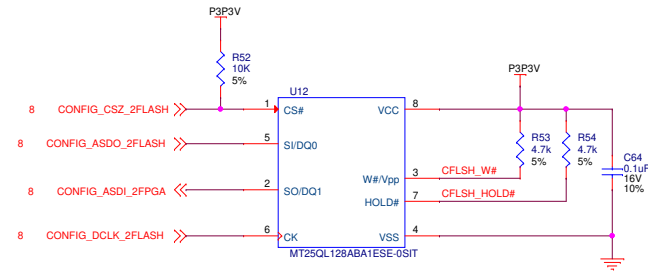 P3P3V
R52
10K
5%
P3P3V
U12
8 CONFIG_CSZ_2FLASH 1 CS# VCC 8
R53
4.7k
5%
R54
4.7k
5%
8 CONFIG_ASDO_2FLASH 5 SI/DQ0
C64
0.1uF
16V
10%
W#/Vpp 3 CFLSH_W#
8 CONFIG_ASDI_2FPGA 2 SO/DQ1
HOLD# 7 CFLSH_HOLD#
8 CONFIG_DCLK_2FLASH 6 CK VSS 4
MT25QL128ABA1ESE-0SIT